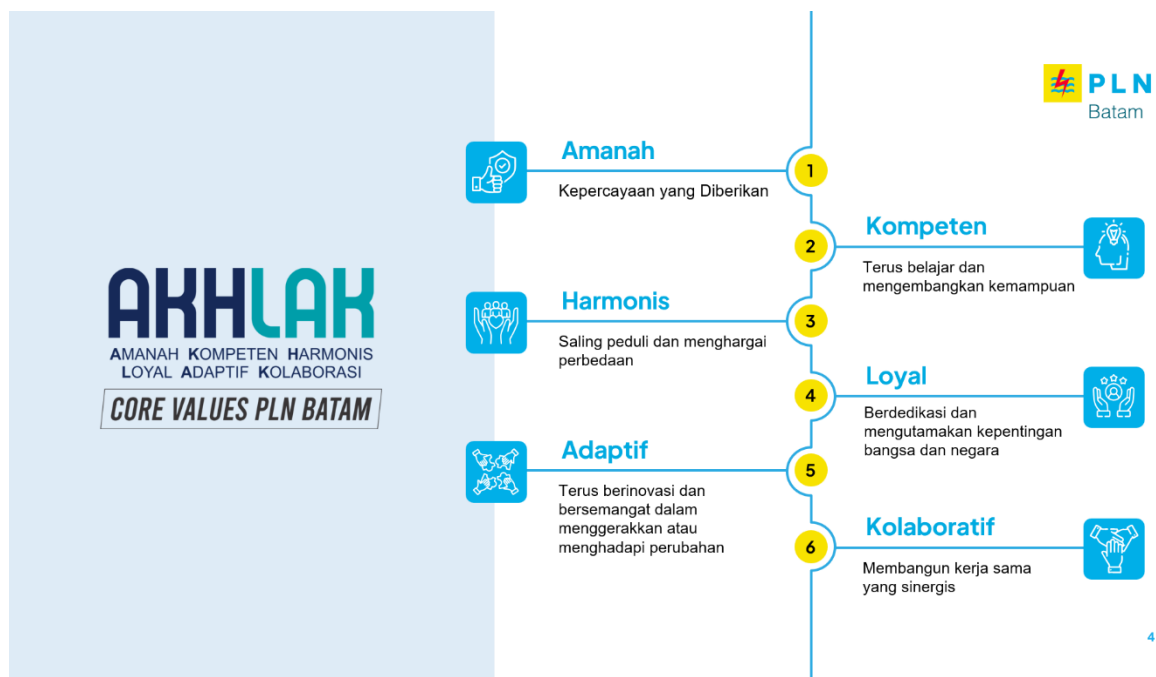 AKHLAK
AMANAH KOMPETEN HARMONIS
LOYAL ADAPTIF KOLABORASI
CORE VALUES PLN BATAM
PLN
Batam
Amanah
1
Kepercayaan yang Diberikan
2
Kompeten
Terus belajar dan
mengembangkan kemampuan
Harmonis
3
Saling peduli dan menghargai
perbedaan
4
Loyal
Berdedikasi dan
mengutamakan kepentingan
bangsa dan negara
Adaptif
5
Terus berinovasi dan
bersemangat dalam
menggerakkan atau
menghadapi perubahan
6
Kolaboratif
Membangun kerja sama
yang sinergis
4